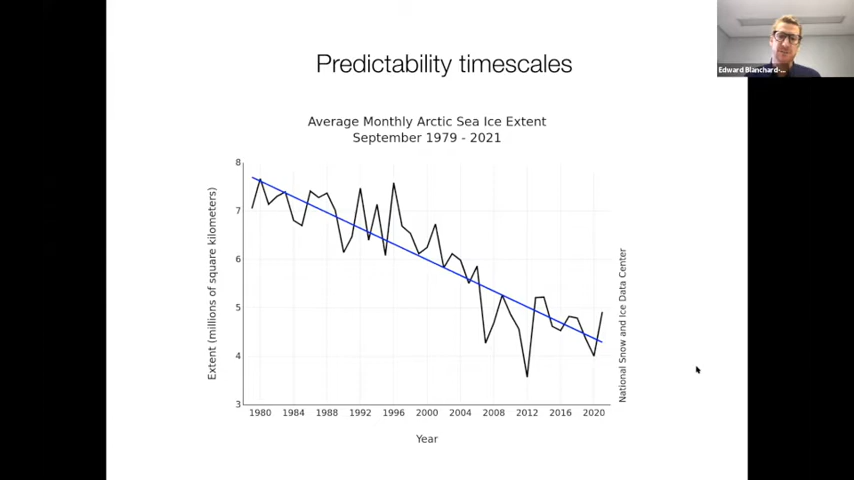 Predictability timescales
Edward Blanchard-...
Average Monthly Arctic Sea Ice Extent
September 1979 - 2021
Extent (millions of square kilometers)
8
7
6
5
4
3
1980 1984 1988 1992 1996 2000 2004 2008 2012 2016 2020
Year
National Snow and Ice Data Center